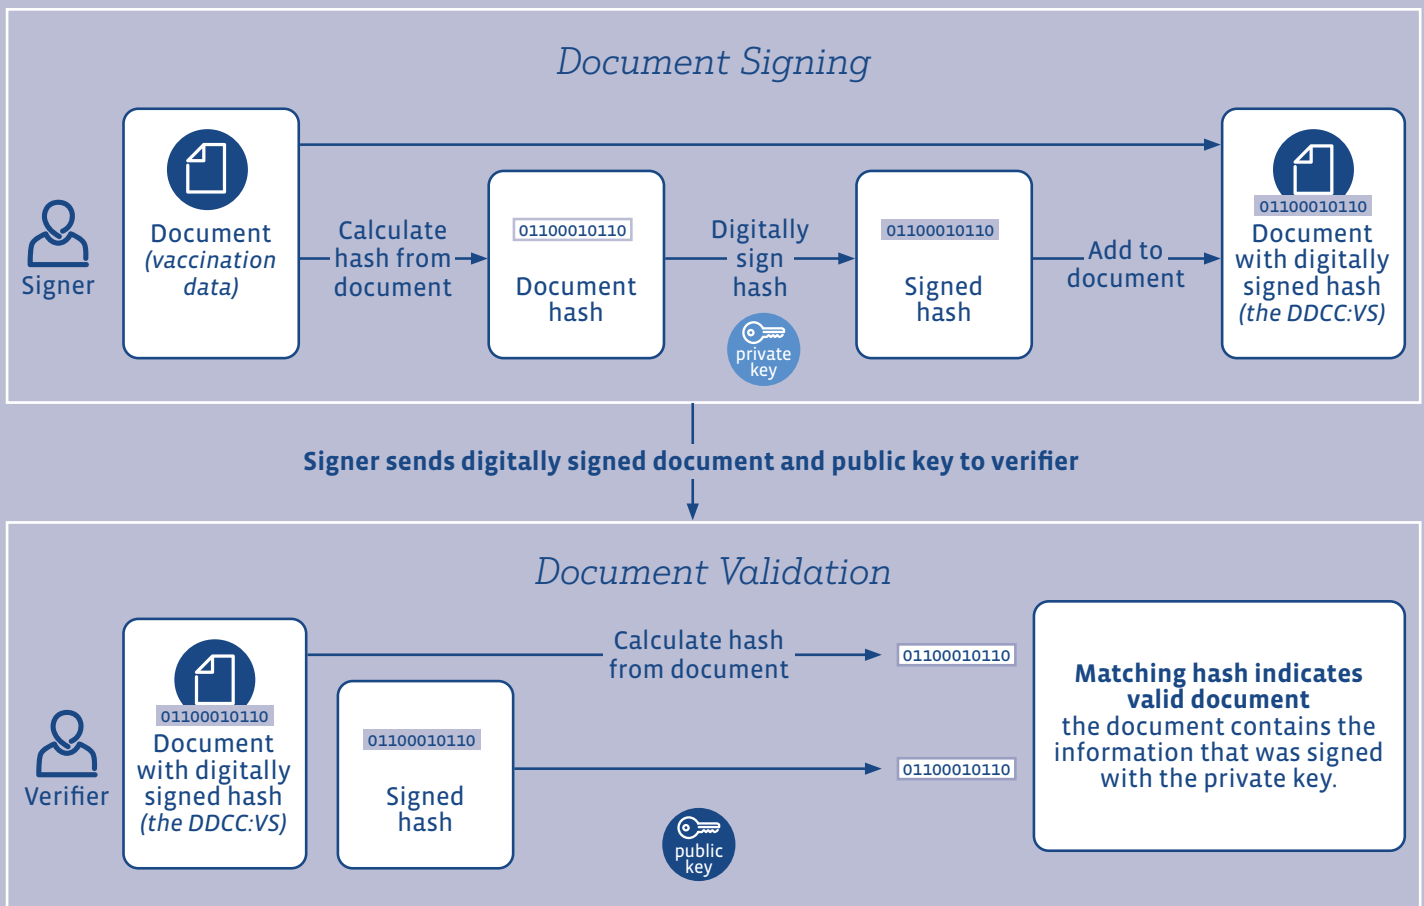 Document Signing
Signer
Document
(vaccination
data)
Calculate
hash from
document
01100010110
Document
hash
Digitally
sign
hash
private
key
01100010110
Signed
hash
Add to
document
01100010110
Document
with digitally
signed hash
(the DDCC:VS)
Signer sends digitally signed document and public key to verifier
Document Validation
Verifier
01100010110
Document
with digitally
signed hash
(the DDCC:VS)
Calculate hash
from document
01100010110
01100010110
Signed
hash
public
key
01100010110
Matching hash indicates
valid document
the document contains the
information that was signed
with the private key.